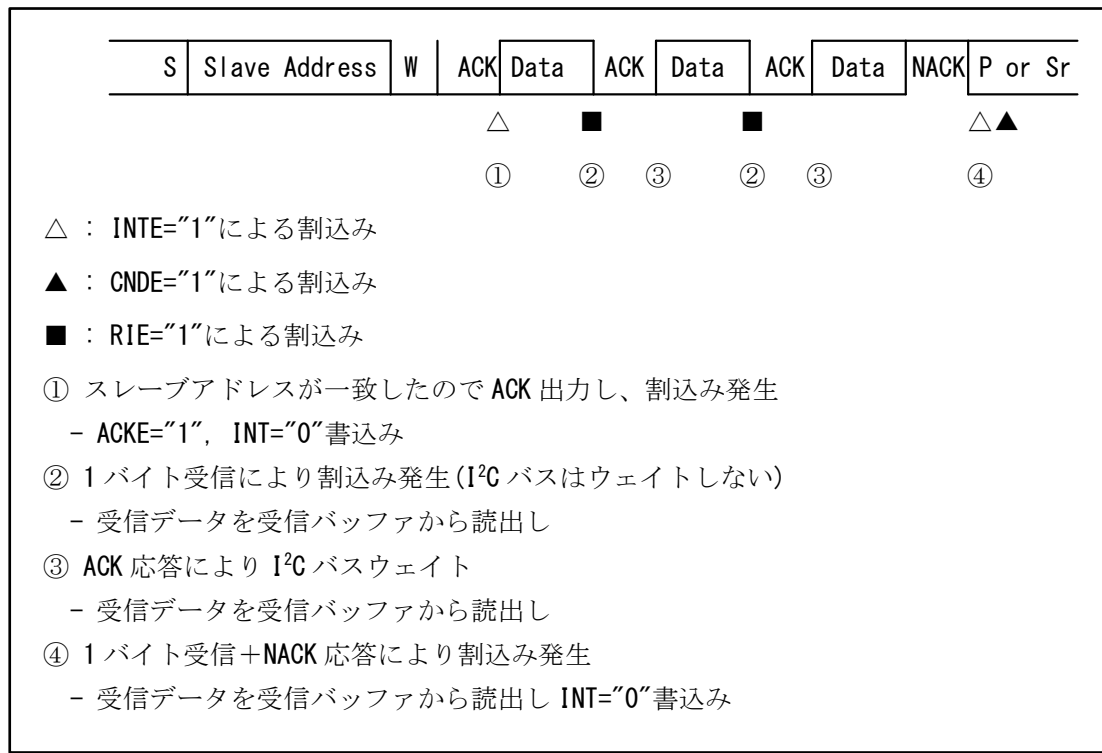 S Slave Address W ACK Data ACK Data ACK Data NACK P or Sr
△ ■ ■ △▲
① ② ③ ② ③ ④
△ : INTE="1"による割込み
▲ : CNDE="1"による割込み
■ : RIE="1"による割込み
① スレーブアドレスが一致したので ACK 出力し、割込み発生
- ACKE="1", INT="0"書込み
② 1 バイト受信により割込み発生(I²C バスはウェイトしない)
- 受信データを受信バッファから読出し
③ ACK 応答により I²C バスウェイト
- 受信データを受信バッファから読出し
④ 1 バイト受信+NACK 応答により割込み発生
- 受信データを受信バッファから読出し INT="0"書込み